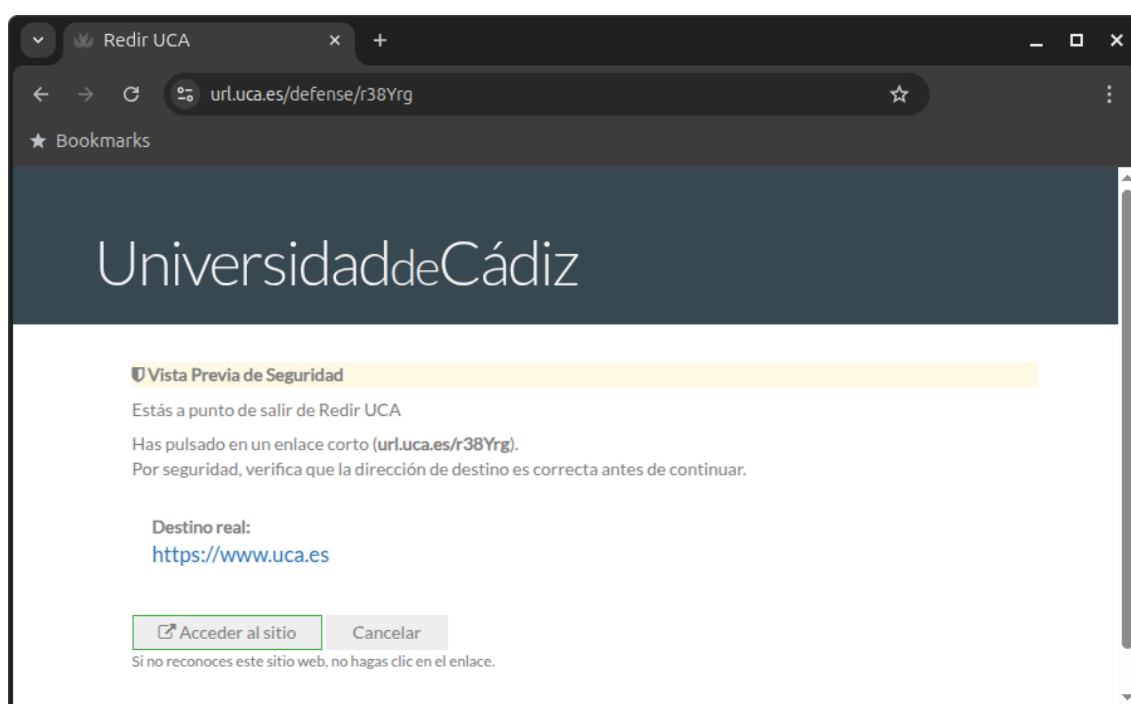 Redir UCA
url.uca.es/defense/r38Yrg
Bookmarks
UniversidaddeCádiz
Vista Previa de Seguridad
Estás a punto de salir de Redir UCA
Has pulsado en un enlace corto (url.uca.es/r38Yrg).
Por seguridad, verifica que la dirección de destino es correcta antes de continuar.
Destino real:
https://www.uca.es
Acceder al sitio Cancelar
Si no reconoces este sitio web, no hagas clic en el enlace.